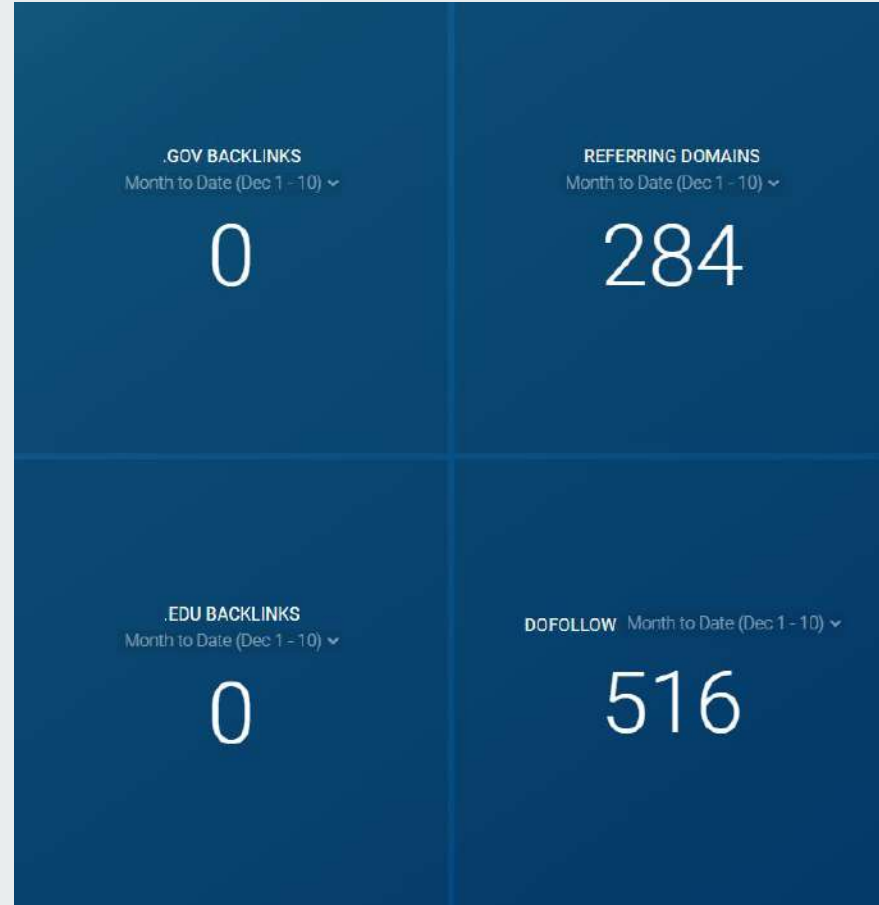 .GOV BACKLINKS
Month to Date (Dec 1 - 10)
0
REFERRING DOMAINS
Month to Date (Dec 1 - 10)
284
.EDU BACKLINKS
Month to Date (Dec 1 - 10)
0
DOFOLLOW Month to Date (Dec 1 - 10)
516